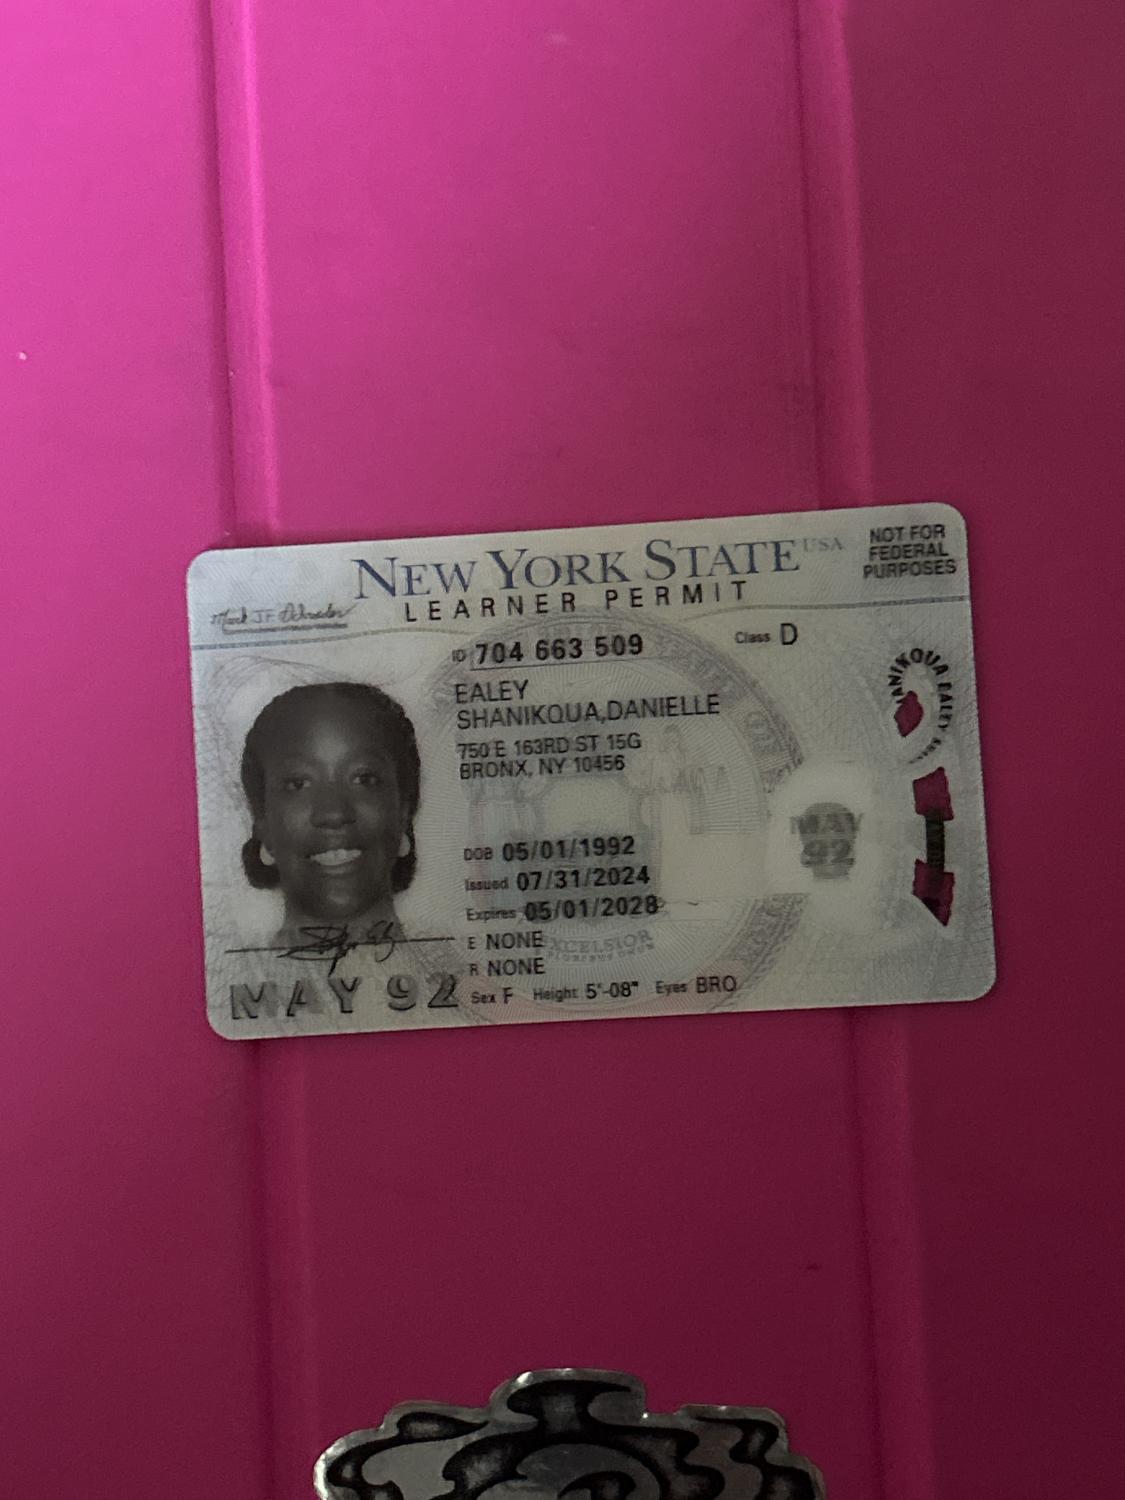 NEW YORK STATE USA
LEARNER PERMIT
NOT FOR
FEDERAL
PURPOSES
ID 704 663 509
Class D
EALEY
SHANIKQUA,DANIELLE
750 E 163RD ST 15G
BRONX, NY 10456
DOB 05/01/1992
Issued 07/31/2024
Expires 05/01/2028
E NONE
R NONE
Sex F Height 5'-08" Eyes BRO
EXCELSIOR
MAY 92
MAY
92